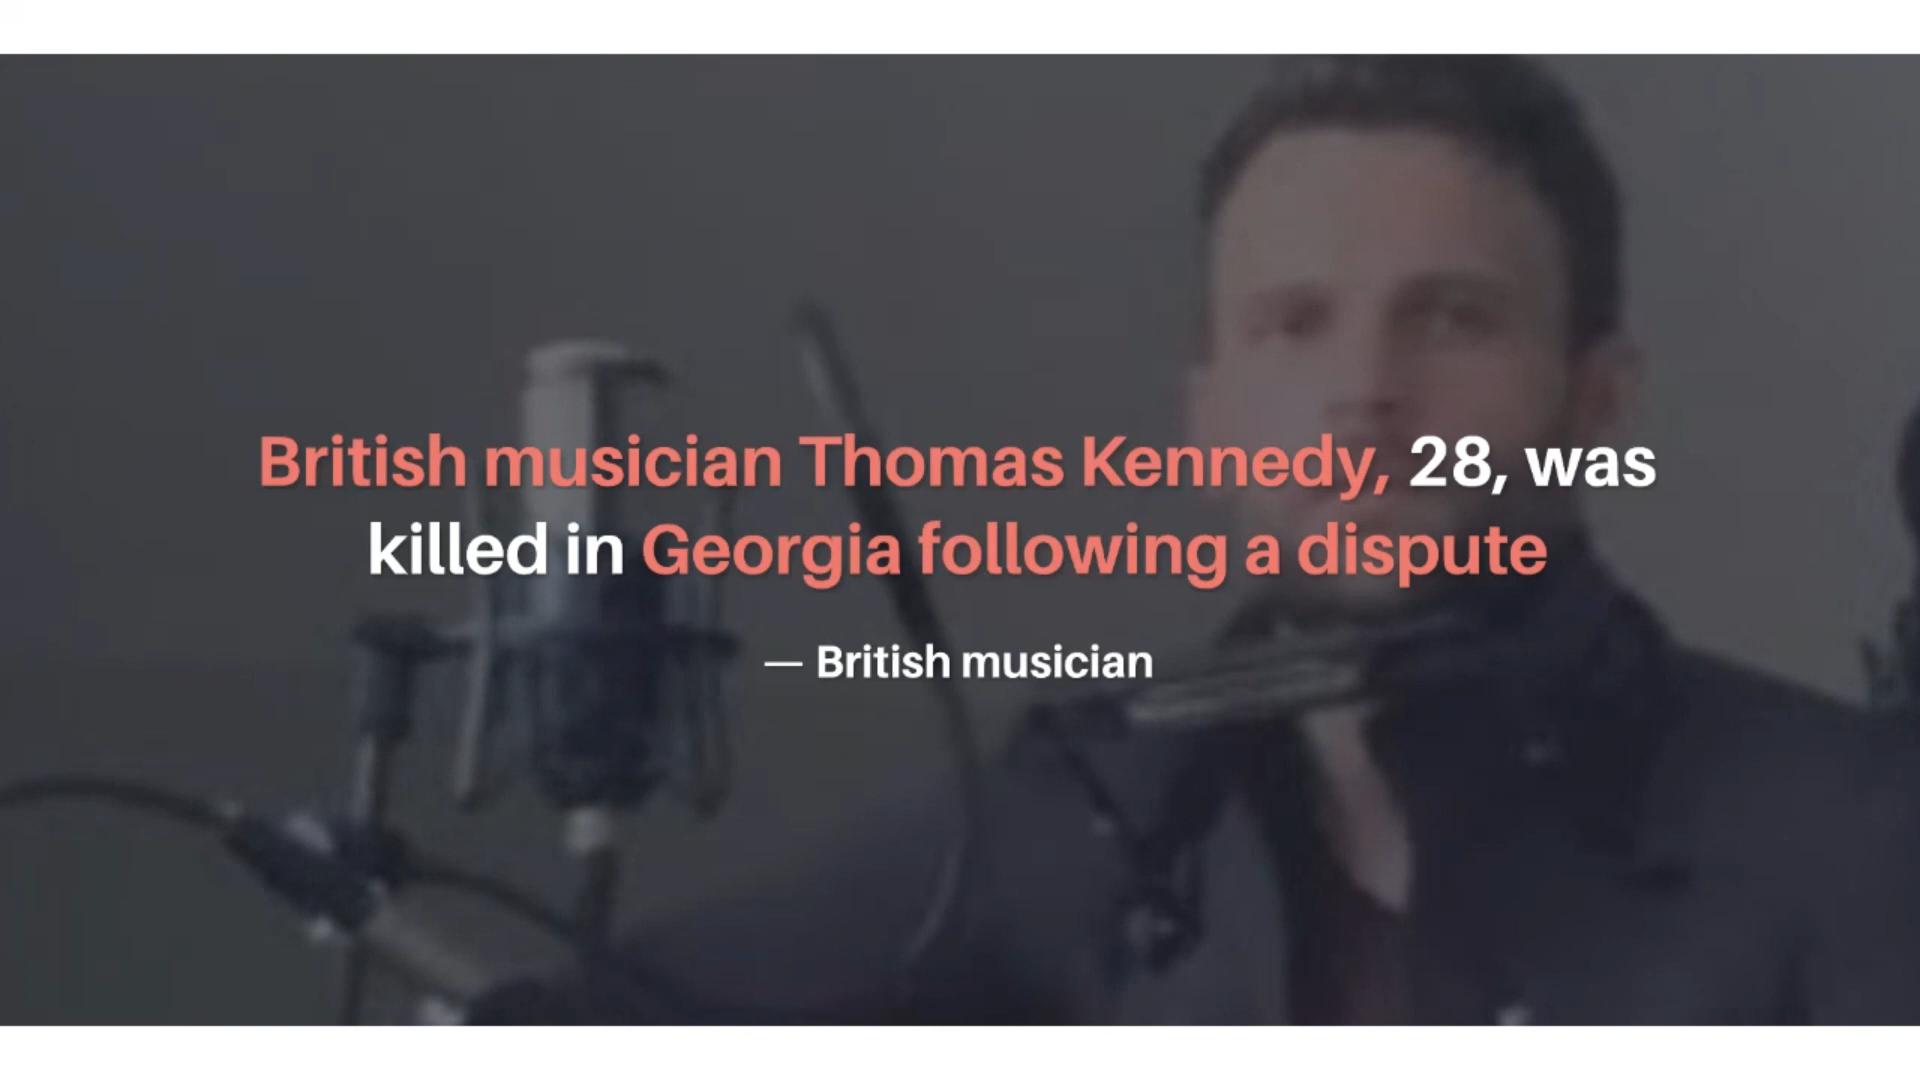 British musician Thomas Kennedy, 28, was
killed in Georgia following a dispute
— British musician